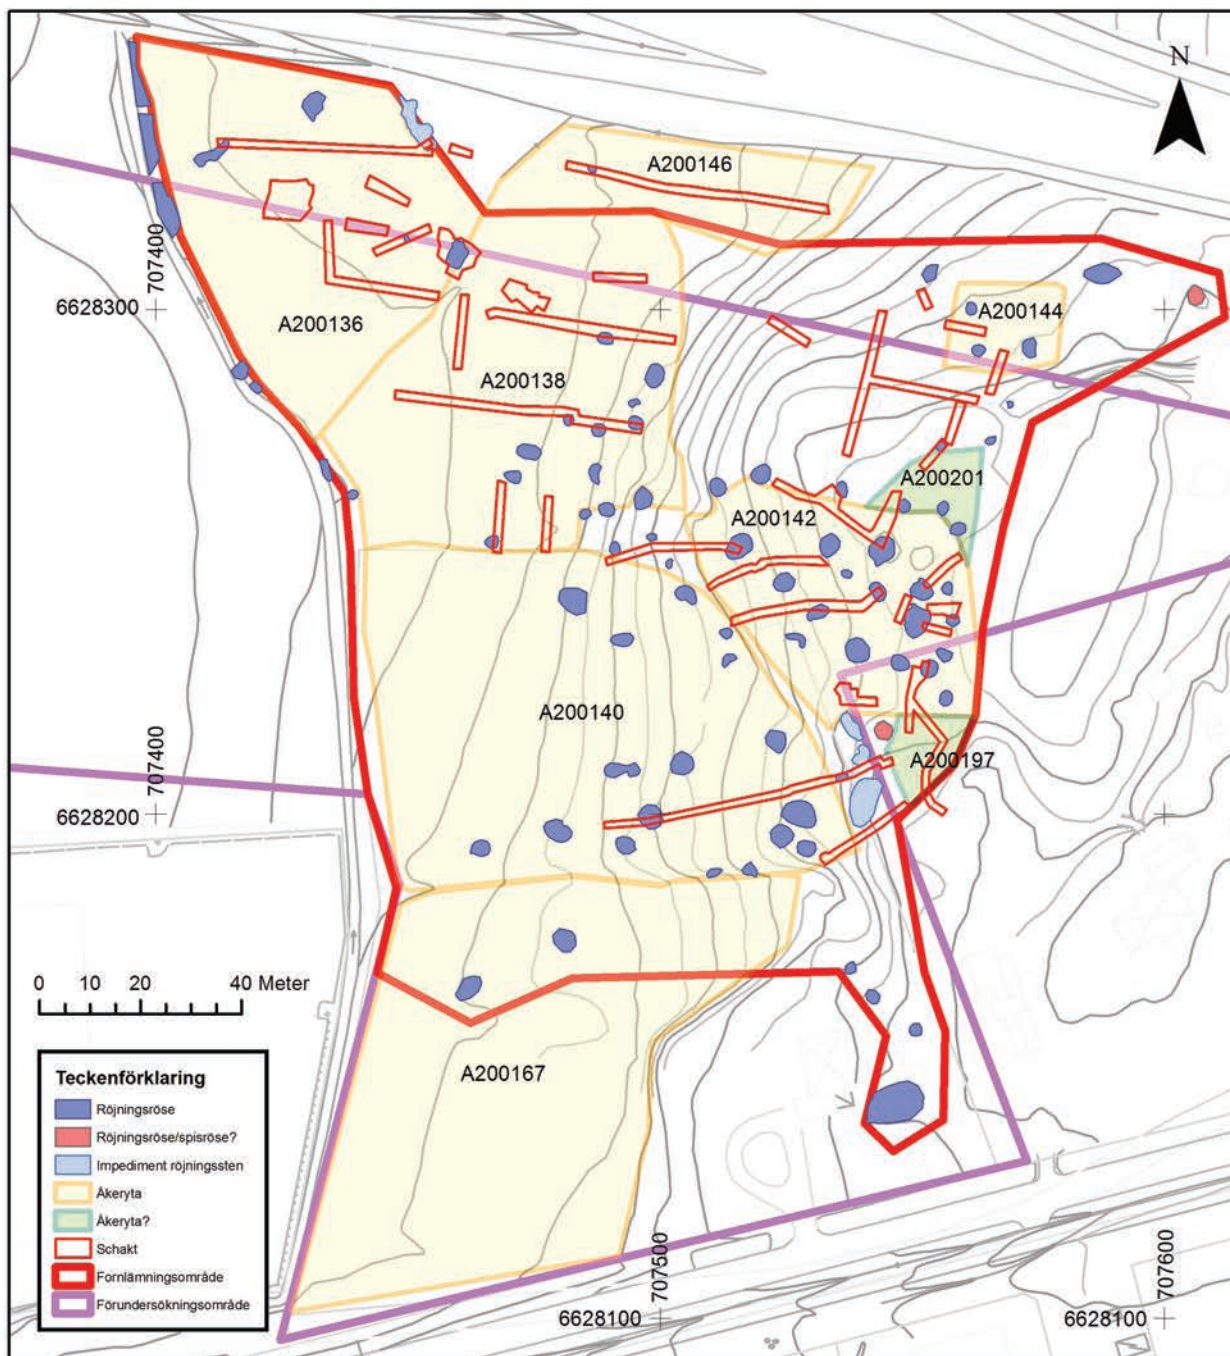 N
A200146
707400
6628300
A200136
A200144
A200138
A200201
A200142
A200140
A200197
707400
6628200
0 10 20 40 Meter
A200167
Teckenförklaring
Röjningsröse
Röjningsröse/spisröse?
Impediment röjningssten
Åkeryta
Åkeryta?
Schakt
Fornlämningsområde
Förundersökningsområde
707500
707600
6628100
6628100